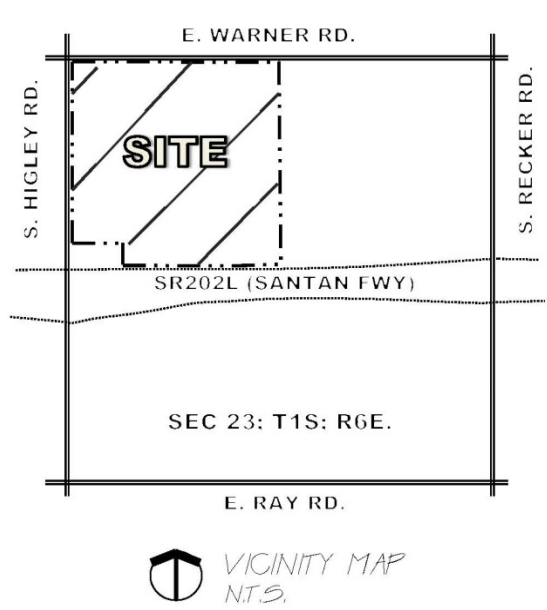 E. WARNER RD.
S. HIGLEY RD.
SITE
S. RECKER RD.
SR202L (SANTAN FWY)
SEC 23: T1S: R6E.
E. RAY RD.
VICINITY MAP
N.T.S.